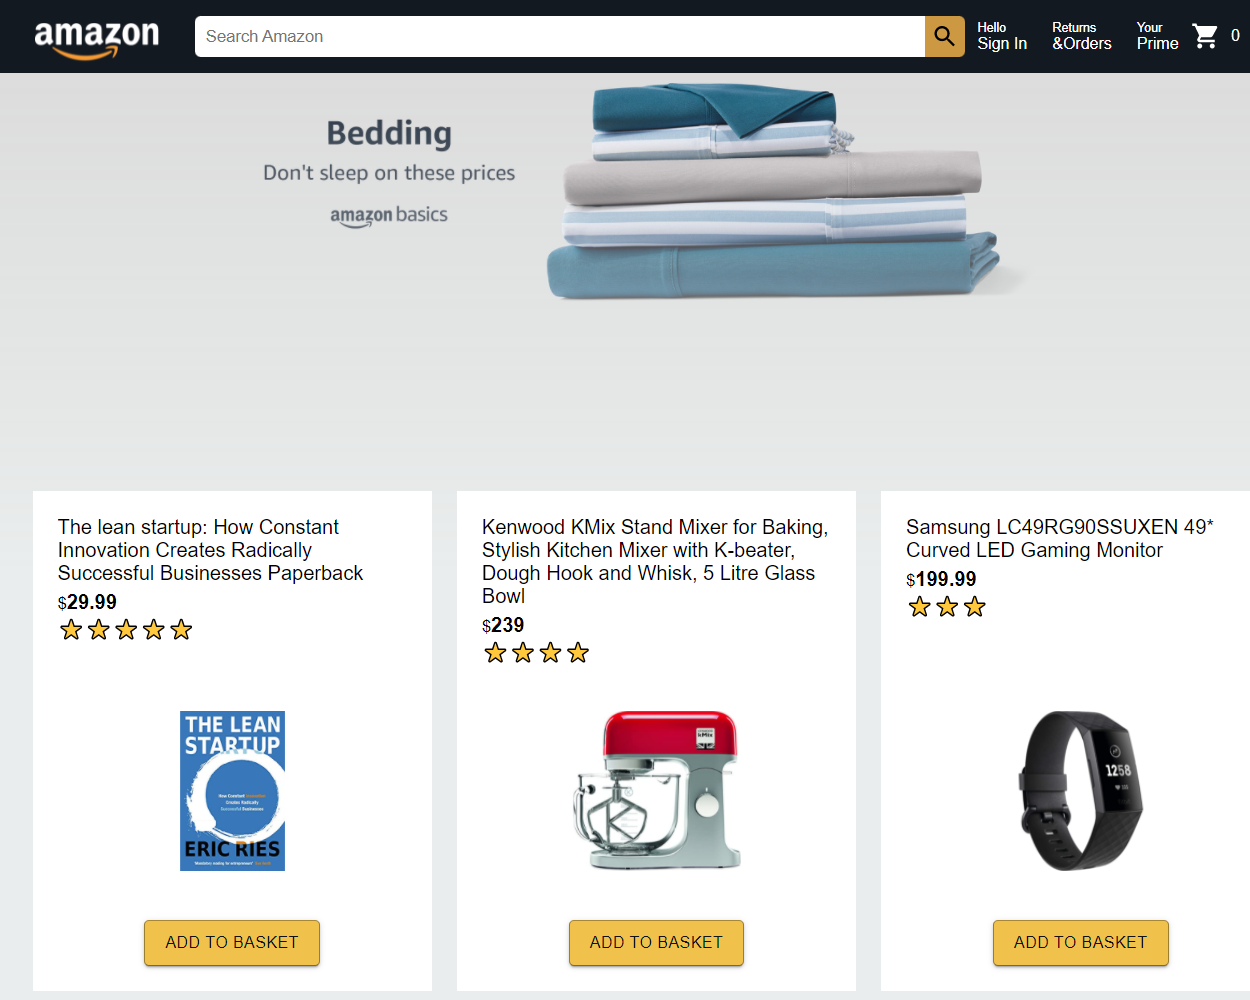 amazon
Search Amazon
Hello
Sign In
Returns
&Orders
Your
Prime
0
Bedding
Don't sleep on these prices
amazon basics
The lean startup: How Constant
Innovation Creates Radically
Successful Businesses Paperback
$29.99
THE LEAN
STARTUP
How Constant Innovation
Creates Radically
Successful Businesses
ERIC RIES
ADD TO BASKET
Kenwood KMix Stand Mixer for Baking,
Stylish Kitchen Mixer with K-beater,
Dough Hook and Whisk, 5 Litre Glass
Bowl
$239
kMix
ADD TO BASKET
Samsung LC49RG90SSUXEN 49*
Curved LED Gaming Monitor
$199.99
1258
ADD TO BASKET